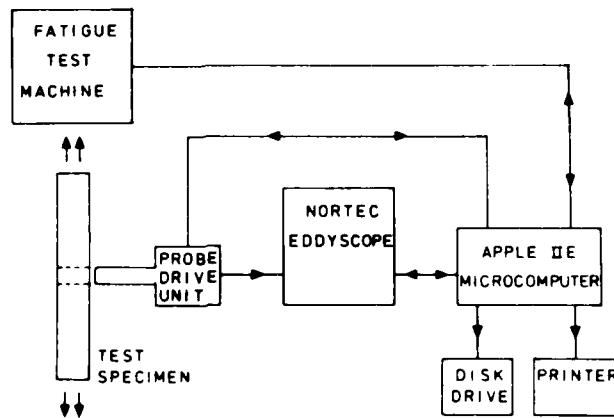 FATIGUE
TEST
MACHINE
NORTEC
EDDYSCOPE
PROBE
DRIVE
UNIT
APPLE IIE
MICROCOMPUTER
TEST
SPECIMEN
DISK
DRIVE
PRINTER